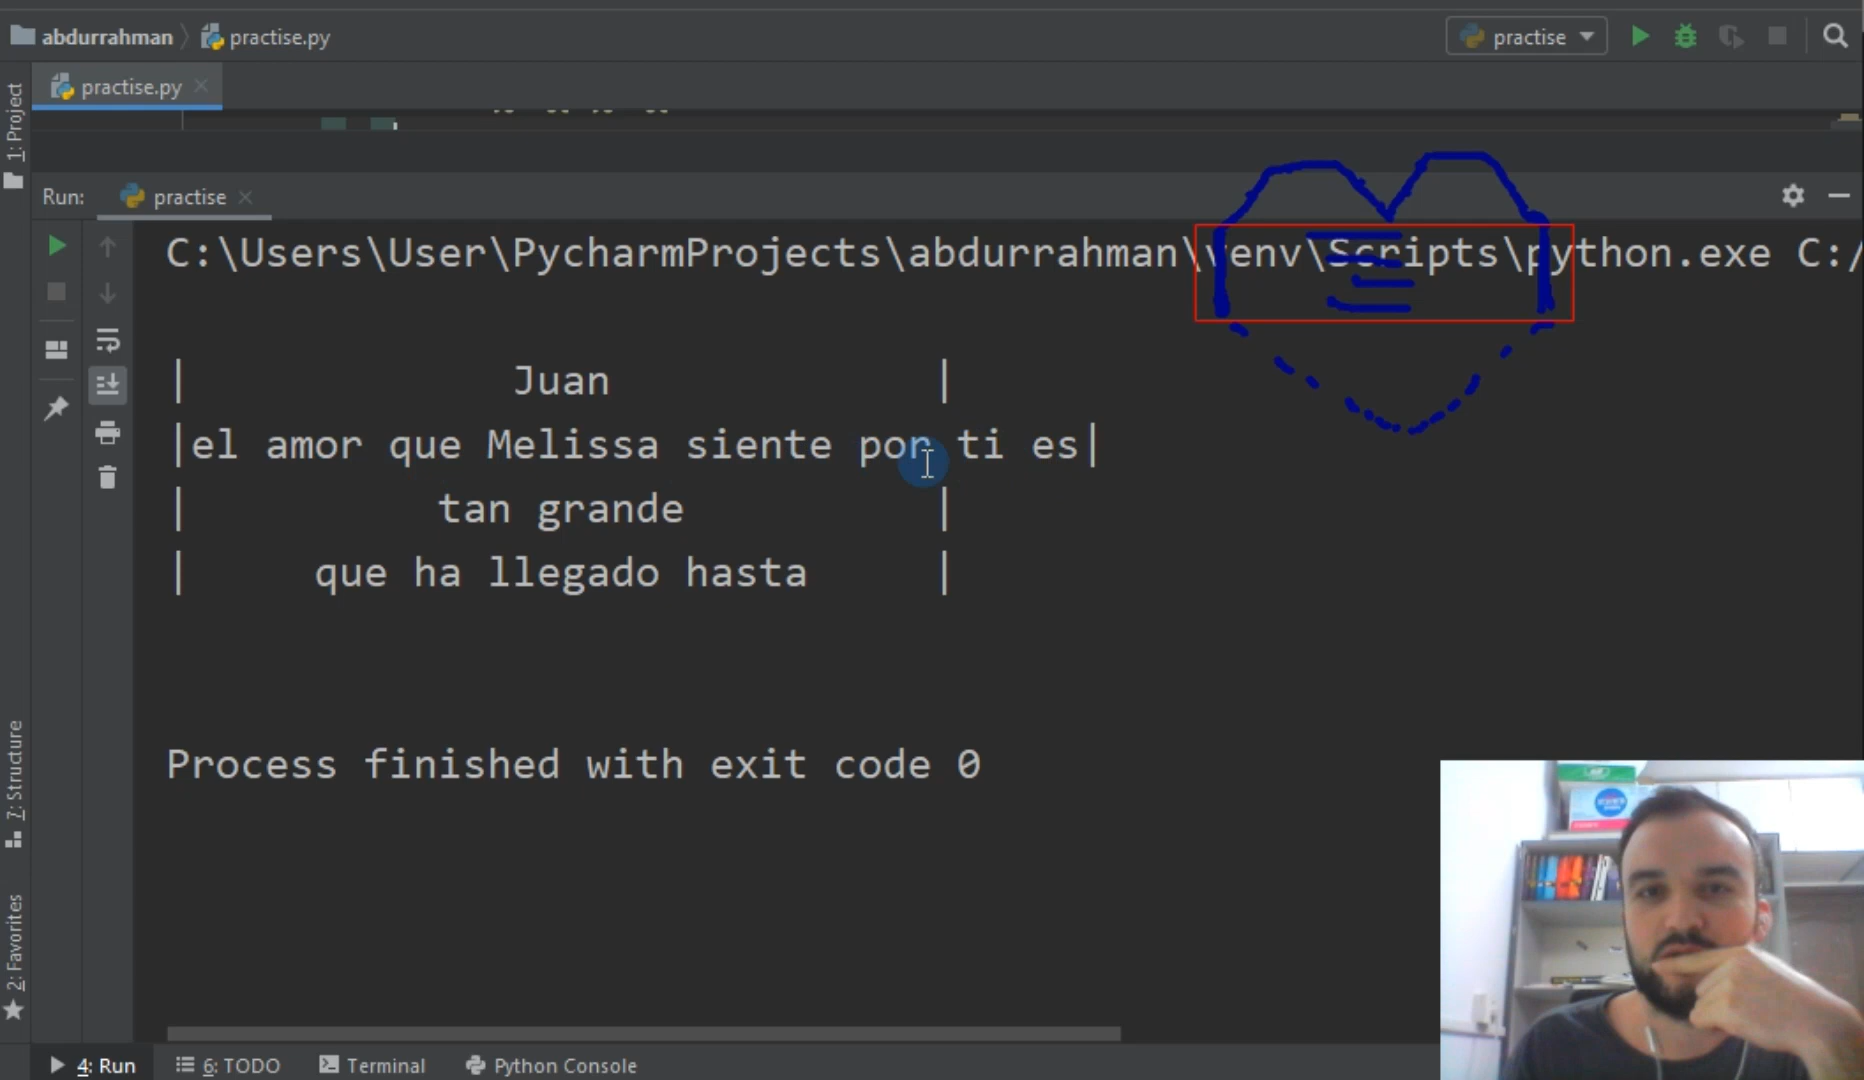 abdurrahman practise.py
practise
practise.py
1: Project
Run: practise
C:\Users\User\PycharmProjects\abdurrahman\venv\Scripts\python.exe C:/
|                Juan                |
|el amor que Melissa siente por ti es|
|             tan grande             |
|        que ha llegado hasta        |
Process finished with exit code 0
7: Structure
2: Favorites
4: Run
6: TODO
Terminal
Python Console